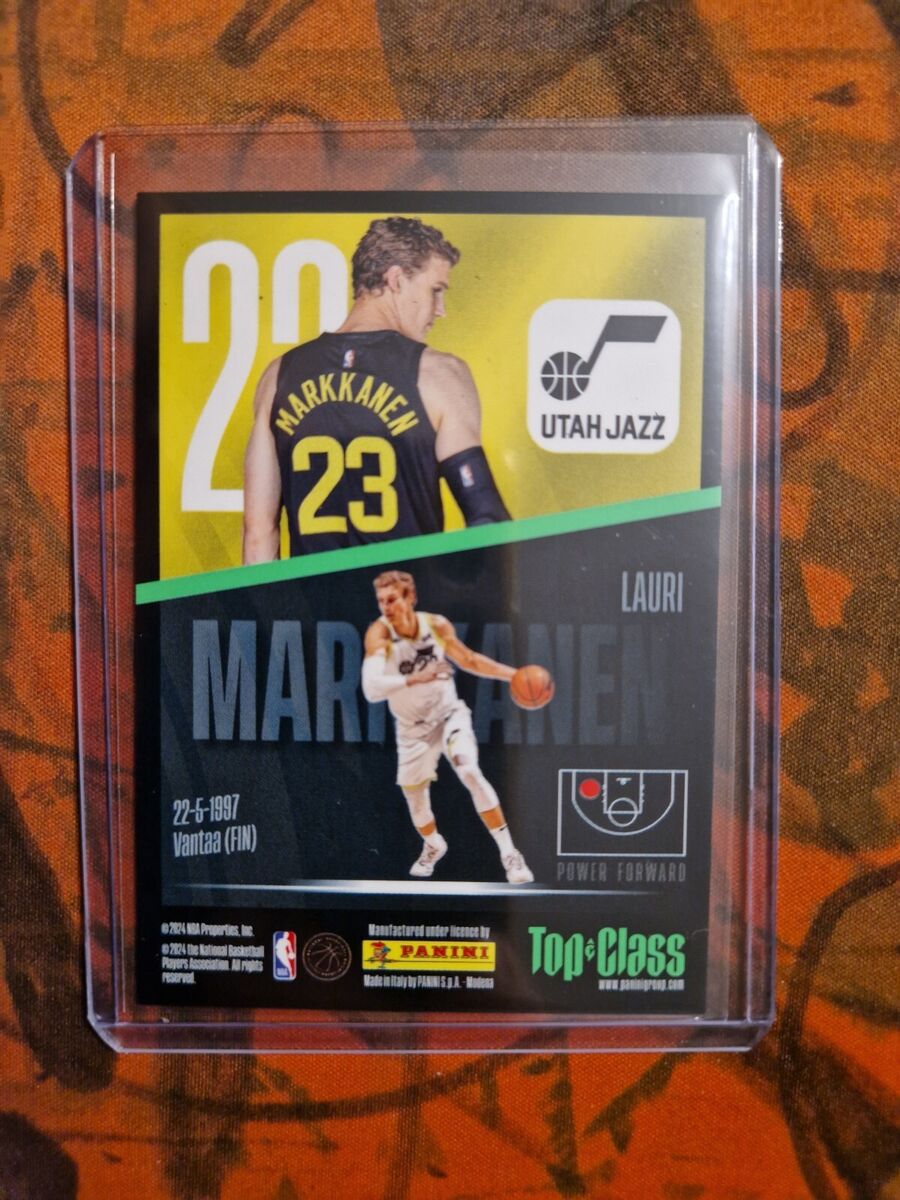 23
MARKKANEN
23
UTAH JAZZ
LAURI
MARKKANEN
22-5-1997
Vantaa (FIN)
POWER FORWARD
© 2024 NBA Properties, Inc.
© 2024 the National Basketball
Players Association. All rights
reserved.
NBA
Manufactured under licence by
PANINI
Made in Italy by PANINI S.p.A. - Modena
Top Class
www.paninigroup.com